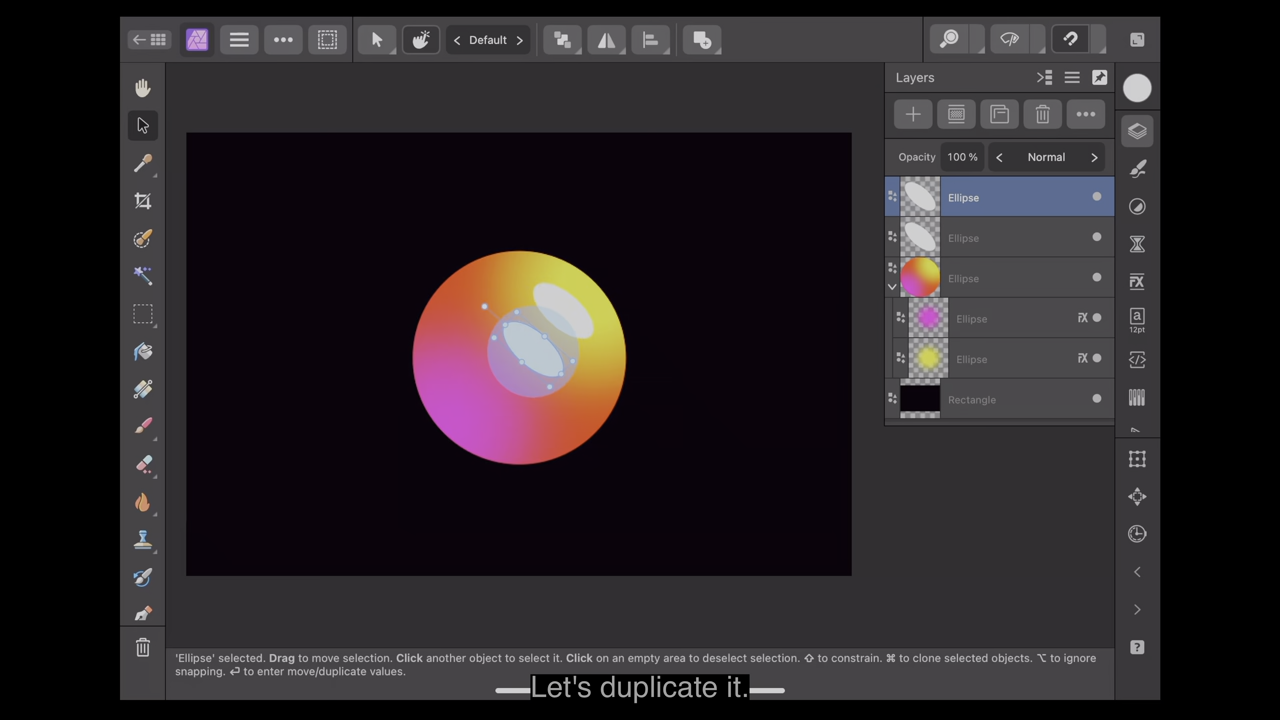 Default
Layers
Opacity 100 % Normal
Ellipse
Ellipse
Ellipse
Ellipse FX
Ellipse FX
Rectangle
FX
a
12pt
?
'Ellipse' selected. Drag to move selection. Click another object to select it. Click on an empty area to deselect selection. ⇧ to constrain. ⌘ to clone selected objects. ⌥ to ignore
snapping. ⏎ to enter move/duplicate values.
Let's duplicate it.